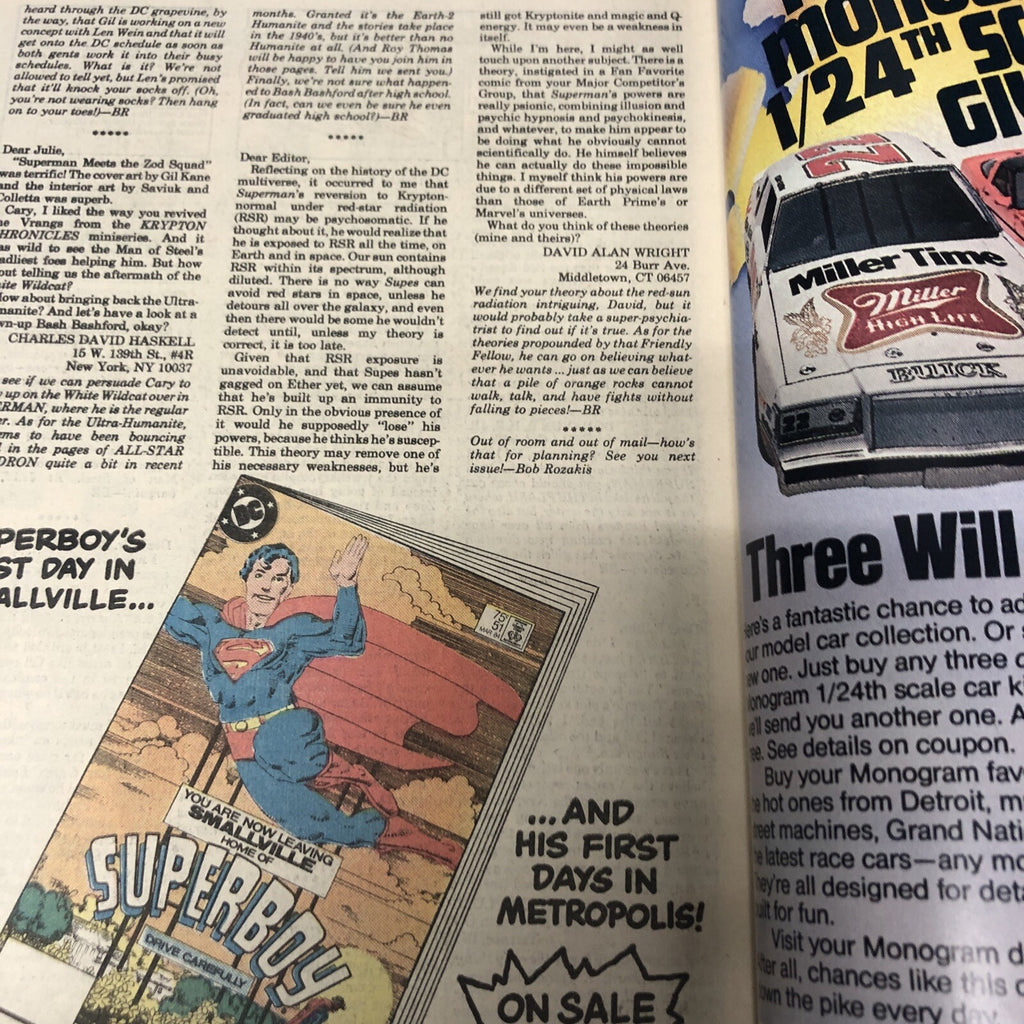 heard through the DC grapevine, by
the way, that Gil is working on a new
concept with Len Wein and that it will
get onto the DC schedule as soon as
both gents work it into their busy
schedules. What is it? We're not
allowed to tell yet, but Len's promised
that it'll knock your socks off. (Oh,
you're not wearing socks? Then hang
on to your toes!)—BR
*****
Dear Julie,
"Superman Meets the Zod Squad"
was terrific! The cover art by Gil Kane
and the interior art by Saviuk and
Colletta was superb.
Cary, I liked the way you revived
Vrangs from the KRYPTON
CHRONICLES miniseries. And it
was wild to see the Man of Steel's
foes helping him. But how
telling us the aftermath of the
Wildcat?
How about bringing back the Ultra-
And let's have a look at a
Bash Bashford, okay?
CHARLES DAVID HASKELL
15 W. 139th St., #4R
New York, NY 10037
see if we can persuade Cary to
up on the White Wildcat over in
where he is the regular
As for the Ultra-Humanite,
to have been bouncing
in the pages of ALL-STAR
quite a bit in recent
months. Granted it's the Earth-2
Humanite and the stories take place
in the 1940's, but it's better than no
Humanite at all. (And Roy Thomas
will be happy to have you join him in
those pages. Tell him we sent you.)
Finally, we're not sure what happen-
ed to Bash Bashford after high school.
(In fact, can we even be sure he even
graduated high school?)—BR
*****
Dear Editor,
Reflecting on the history of the DC
multiverse, it occurred to me that
Superman's reversion to Krypton-
normal under red-star radiation
(RSR) may be psychosomatic. If he
thought about it, he would realize that
he is exposed to RSR all the time, on
Earth and in space. Our sun contains
RSR within its spectrum, although
diluted. There is no way Supes can
avoid red stars in space, unless he
detours all over the galaxy, and even
then there would be some he wouldn't
detect until, unless my theory is
correct, it is too late.
Given that RSR exposure is
unavoidable, and that Supes hasn't
gagged on Ether yet, we can assume
that he's built up an immunity to
RSR. Only in the obvious presence of
it would he supposedly "lose" his
powers, because he thinks he's suscep-
tible. This theory may remove one of
his necessary weaknesses, but he's
still got Kryptonite and magic and Q-
energy. It may even be a weakness in
itself.
While I'm here, I might as well
touch upon another subject. There is a
theory, instigated in a Fan Favorite
comic from your Major Competitor's
Group, that Superman's powers are
really psionic, combining illusion and
psychic hypnosis and psychokinesis,
and whatever, to make him appear to
be doing what he obviously cannot
scientifically do. He himself believes
he can actually do these impossible
things. I myself think his powers are
due to a different set of physical laws
than those of Earth Prime's or
Marvel's universes.
What do you think of these theories
(mine and theirs)?
DAVID ALAN WRIGHT
24 Burr Ave.
Middletown, CT 06457
We find your theory about the red-sun
radiation intriguing, David, but it
would probably take a super-psychia-
trist to find out if it's true. As for the
theories propounded by that Friendly
Fellow, he can go on believing what-
ever he wants ... just as we can believe
that a pile of orange rocks cannot
walk, talk, and have fights without
falling to pieces!—BR
*****
Out of room and out of mail—how's
that for planning? See you next
issue!—Bob Rozakis
DAY IN
DC
75¢
51
MAR. 84
YOU ARE NOW LEAVING
SMALLVILLE
HOME OF
SUPERBOY
DRIVE CAREFULLY
...AND
HIS FIRST
DAYS IN
METROPOLIS!
ON SALE
1/24TH
22
Miller Time
Miller
HIGH LIFE
BUICK
22
Three Will
a fantastic chance to
model car collection. Or
one. Just buy any three
1/24th scale car
send you another one.
See details on coupon.
Buy your Monogram
hot ones from Detroit,
machines, Grand
latest race cars—any
all designed for
for fun.
Visit your Monogram
all, chances like this
the pike every day.